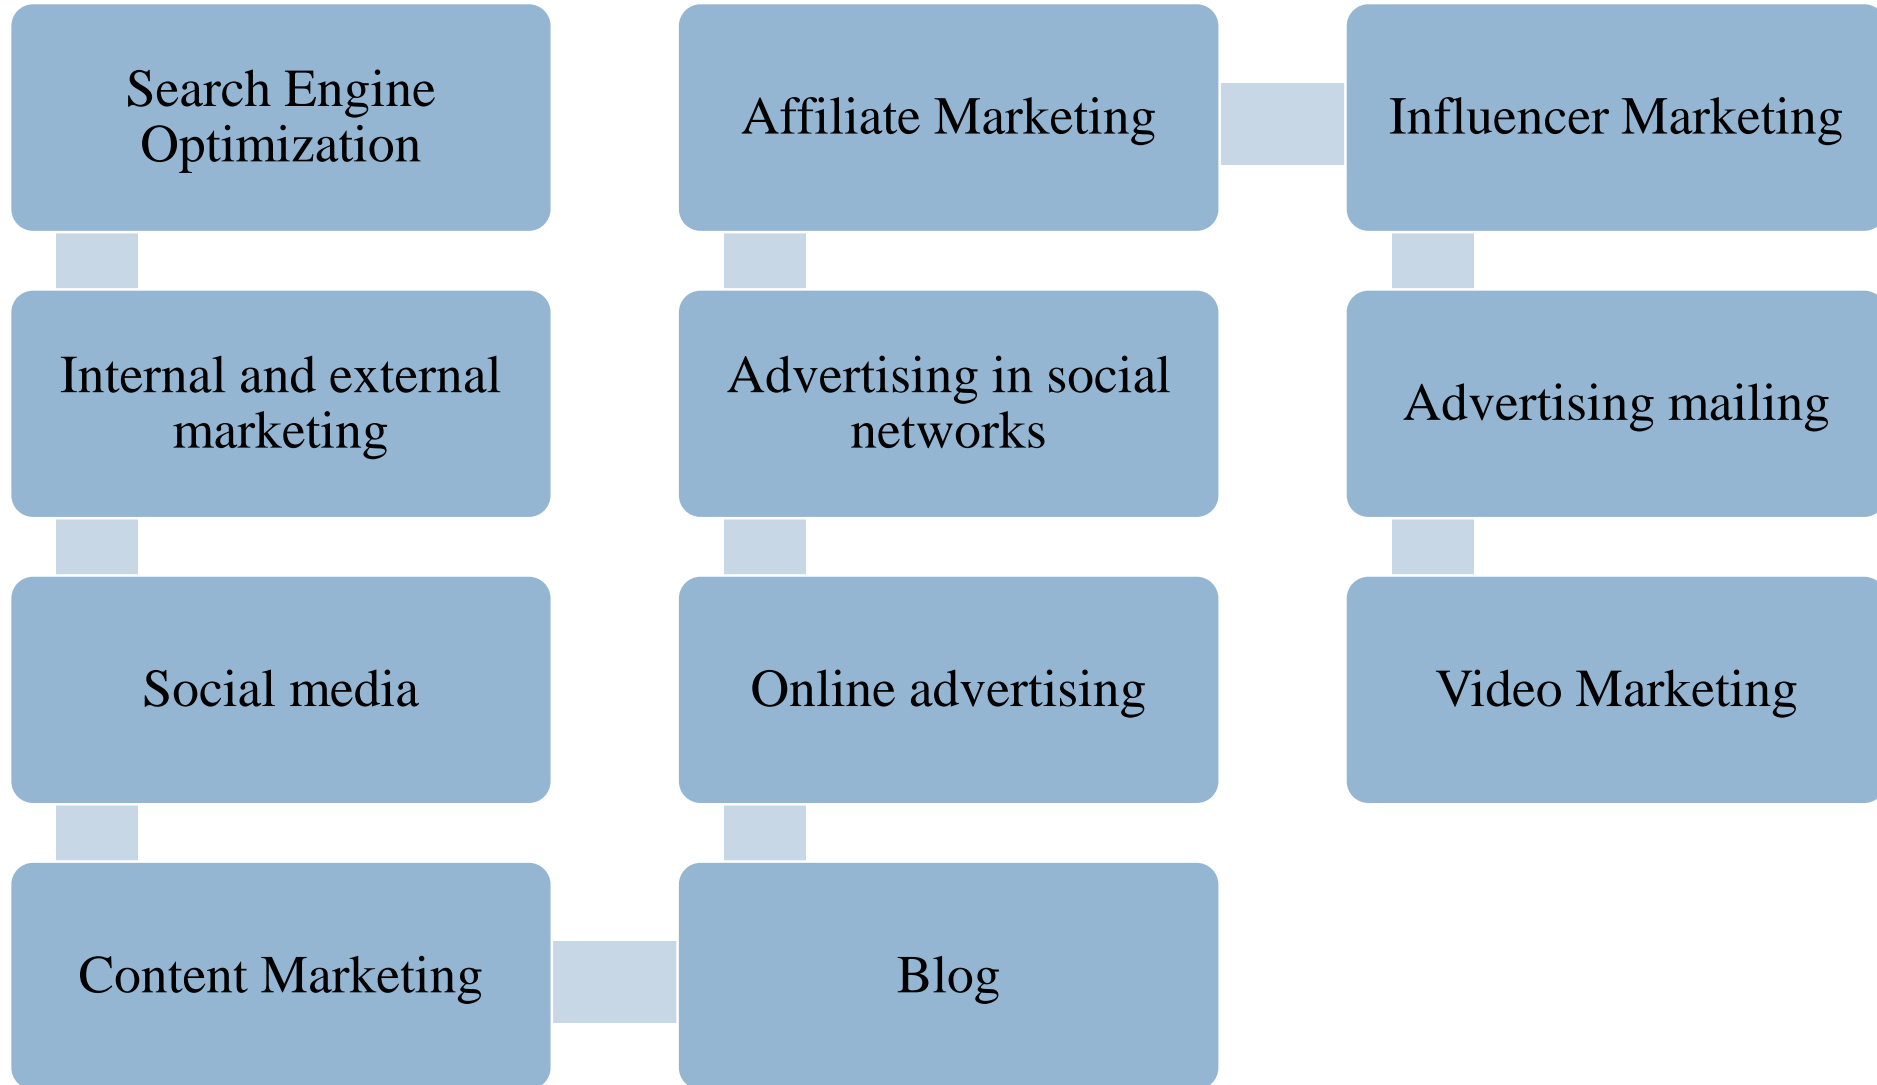 Search Engine
Optimization
Internal and external
marketing
Social media
Content Marketing
Blog
Online advertising
Advertising in social
networks
Affiliate Marketing
Influencer Marketing
Advertising mailing
Video Marketing